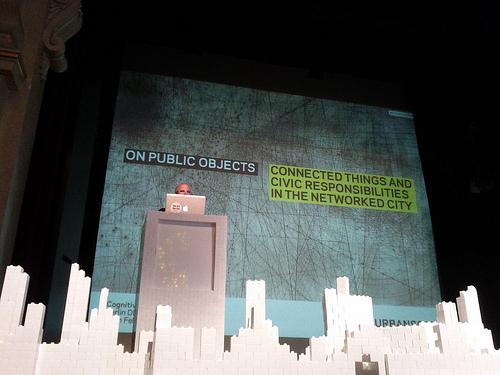 ON PUBLIC OBJECTS
CONNECTED THINGS AND
CIVIC RESPONSIBILITIES
IN THE NETWORKED CITY